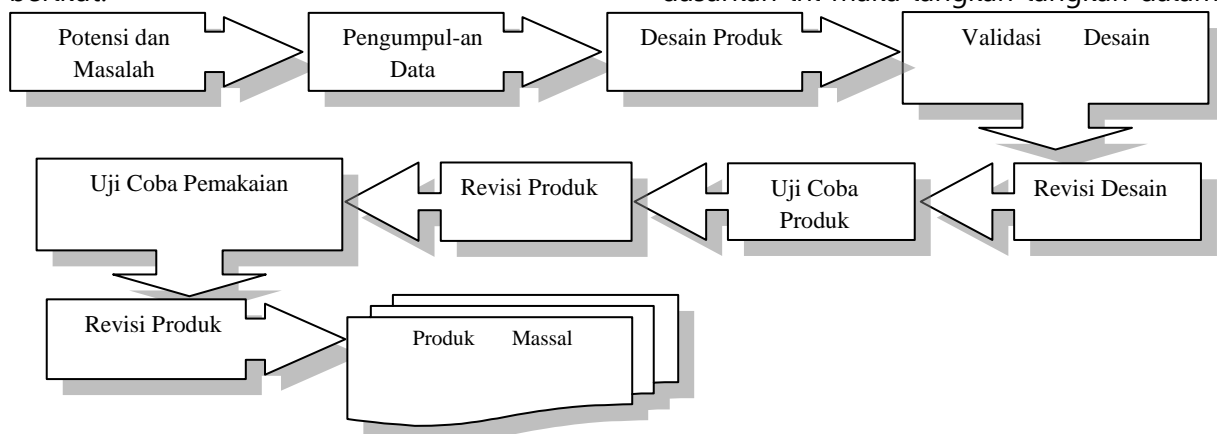 Potensi dan
Masalah
Pengumpul-an
Data
Desain Produk
Validasi Desain
Revisi Desain
Uji Coba
Produk
Revisi Produk
Uji Coba Pemakaian
Revisi Produk
Produk Massal